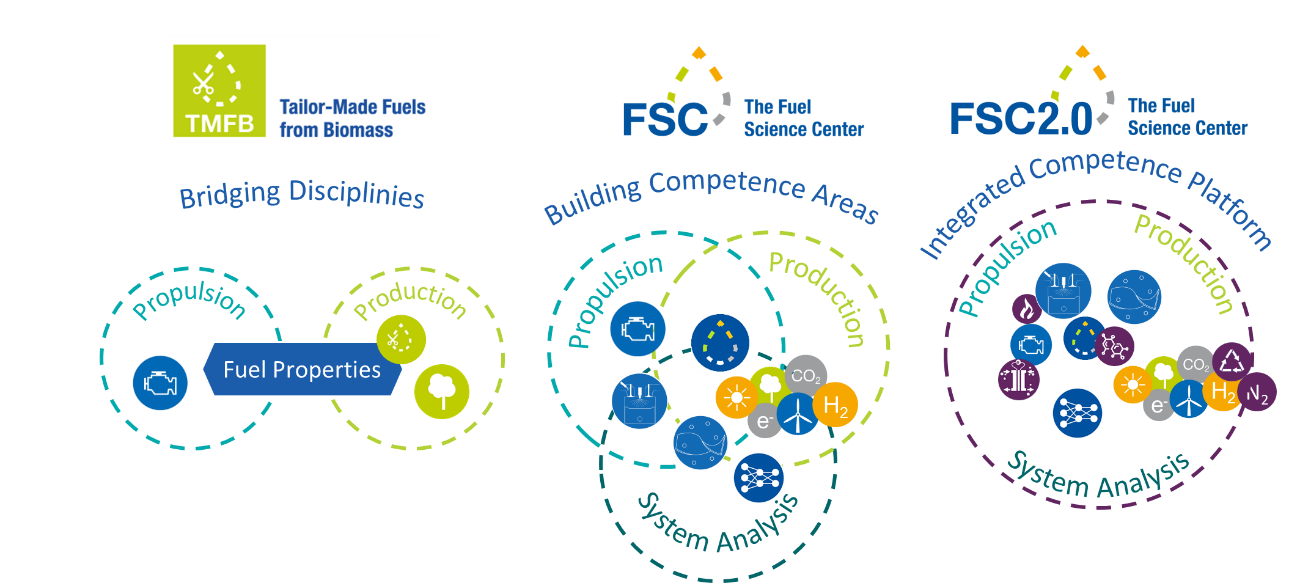 TMFB
Tailor-Made Fuels
from Biomass
Bridging Disciplinies
Propulsion
Production
Fuel Properties
FSC
The Fuel
Science Center
Building Competence Areas
Propulsion
Production
CO2
H2
e-
System Analysis
FSC2.0
The Fuel
Science Center
Integrated Competence Platform
Propulsion
Production
CO2
H2
N2
e-
System Analysis